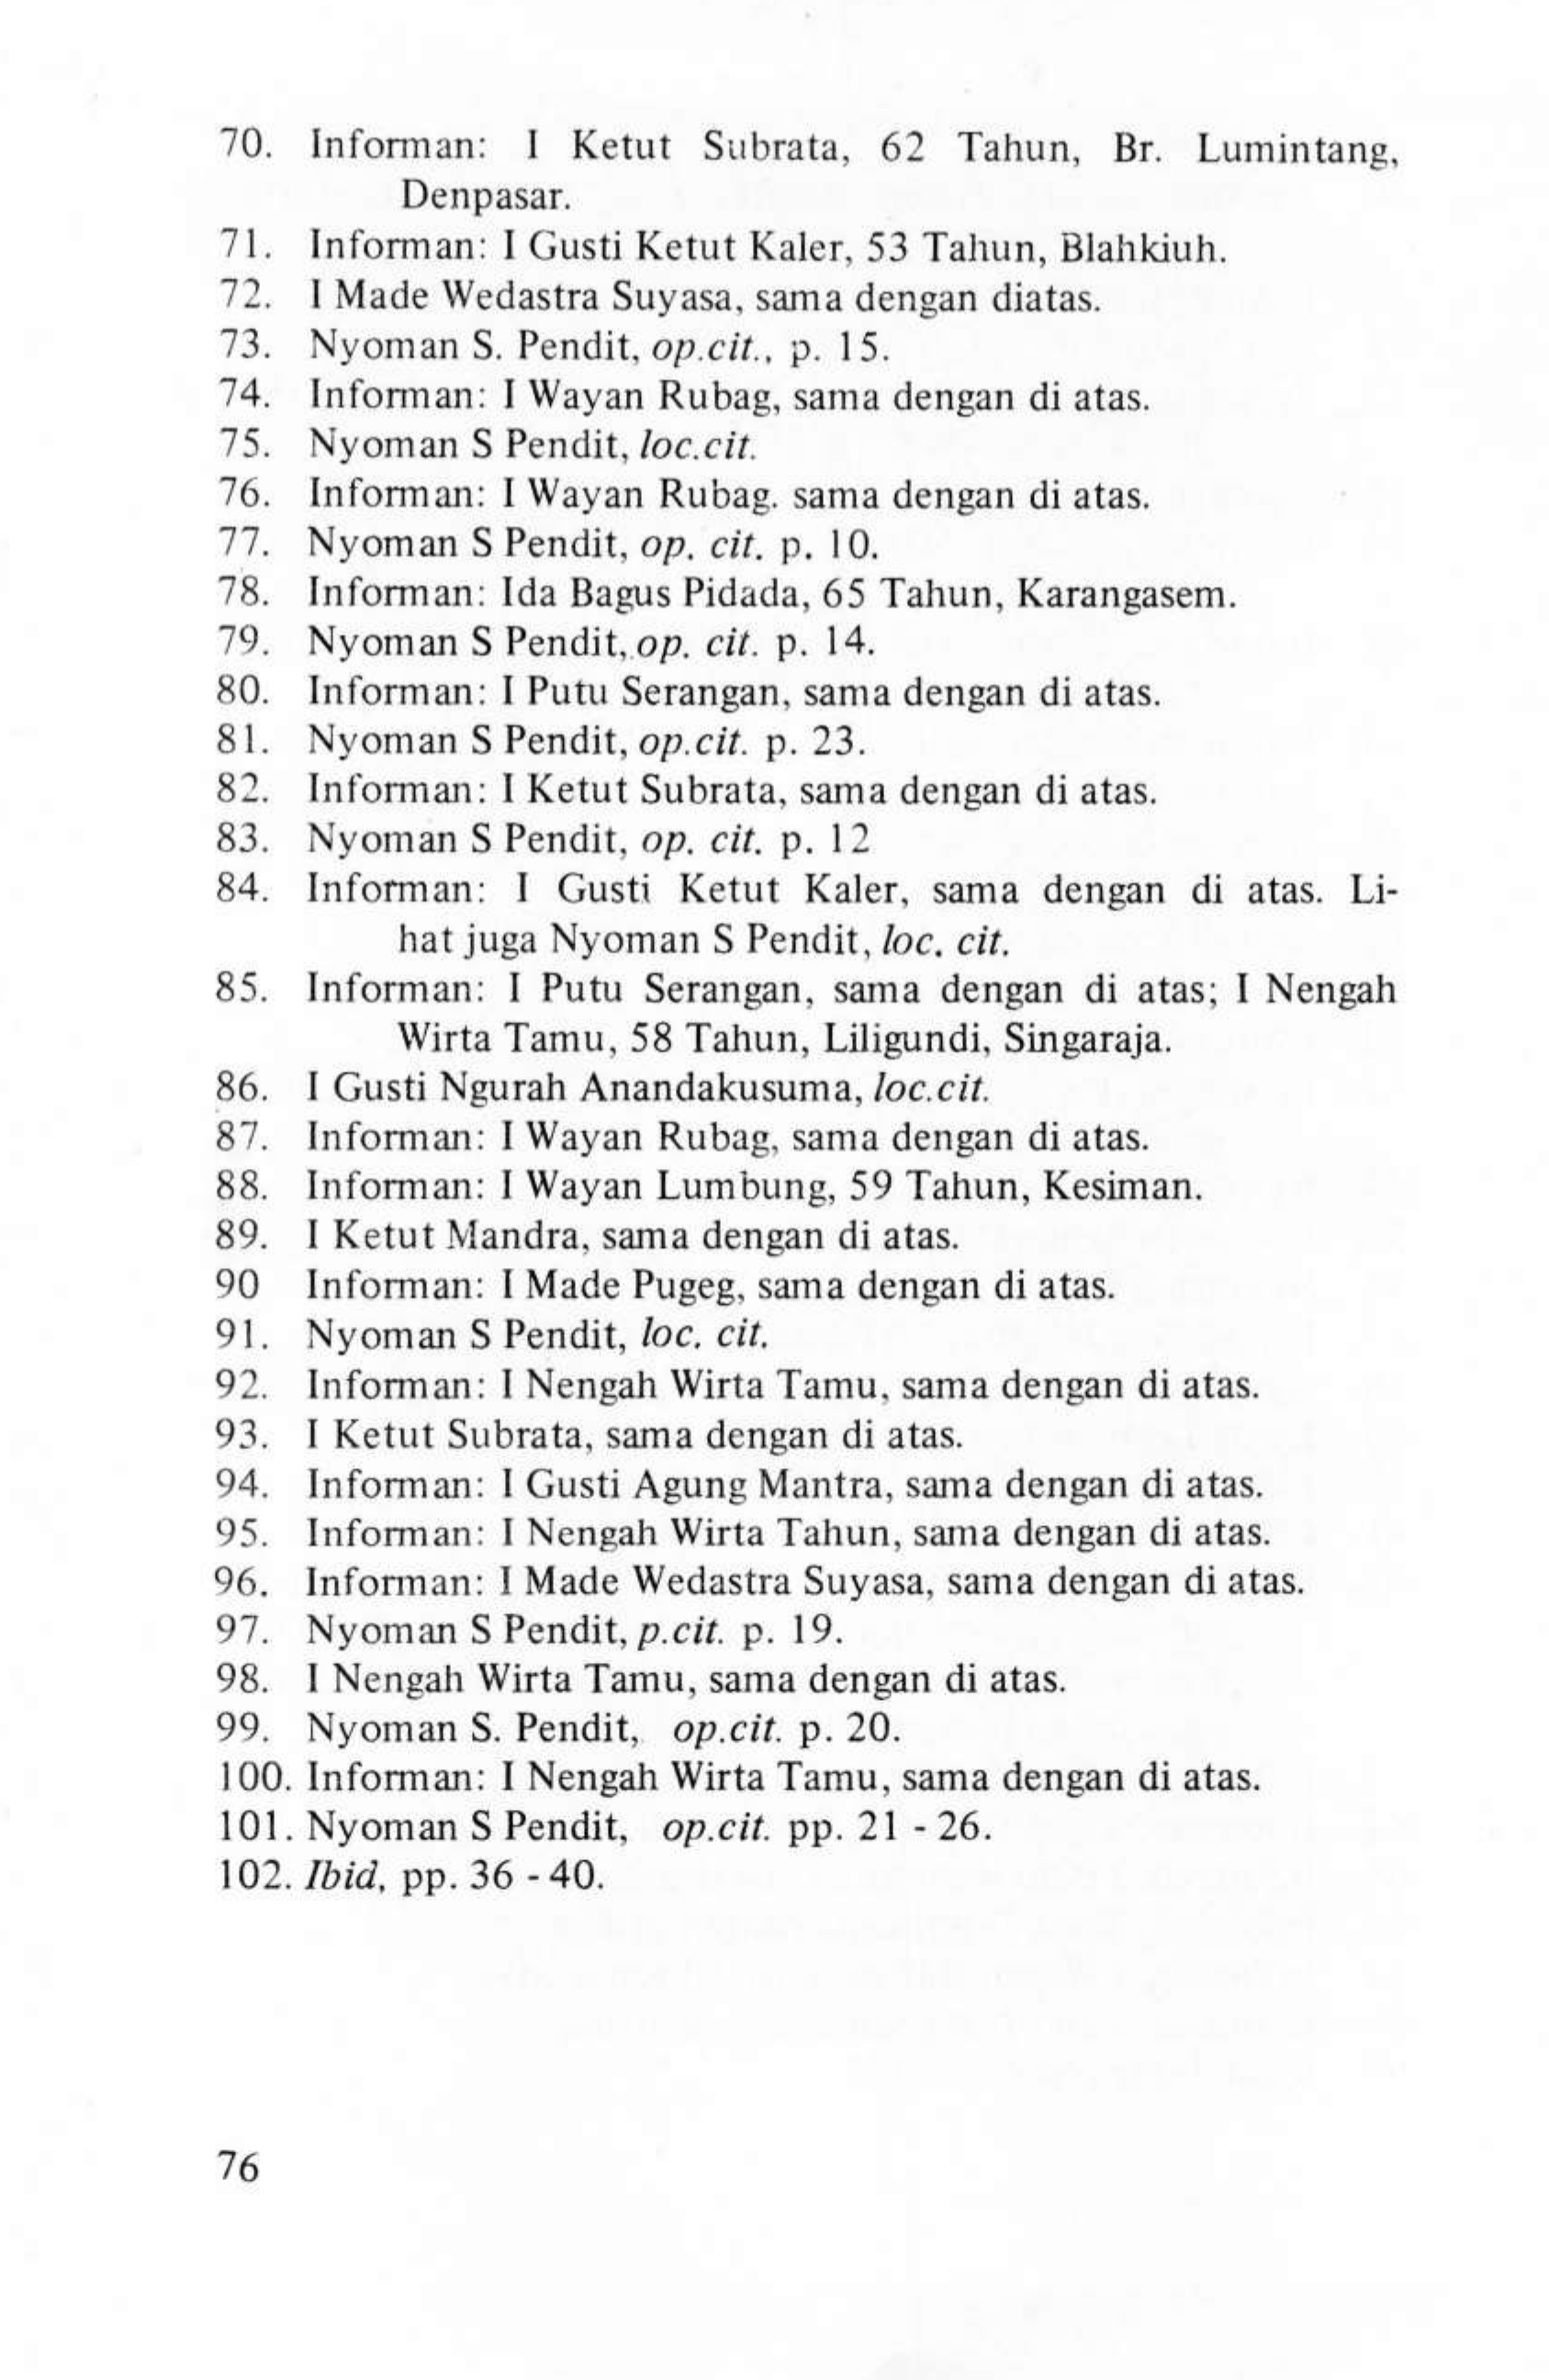 70. Informan: I Ketut Subrata, 62 Tahun, Br. Lumintang,
Denpasar.
71. Informan: I Gusti Ketut Kaler, 53 Tahun, Blahkiuh.
72. I Made Wedastra Suyasa, sama dengan diatas.
73. Nyoman S. Pendit, op.cit., p. 15.
74. Informan: I Wayan Rubag, sama dengan di atas.
75. Nyoman S Pendit, loc.cit.
76. Informan: I Wayan Rubag. sama dengan di atas.
77. Nyoman S Pendit, op. cit. p. 10.
78. Informan: Ida Bagus Pidada, 65 Tahun, Karangasem.
79. Nyoman S Pendit, op. cit. p. 14.
80. Informan: I Putu Serangan, sama dengan di atas.
81. Nyoman S Pendit, op.cit. p. 23.
82. Informan: I Ketut Subrata, sama dengan di atas.
83. Nyoman S Pendit, op. cit. p. 12
84. Informan: I Gusti Ketut Kaler, sama dengan di atas. Li-
hat juga Nyoman S Pendit, loc. cit.
85. Informan: I Putu Serangan, sama dengan di atas; I Nengah
Wirta Tamu, 58 Tahun, Liligundi, Singaraja.
86. I Gusti Ngurah Anandakusuma, loc.cit.
87. Informan: I Wayan Rubag, sama dengan di atas.
88. Informan: I Wayan Lumbung, 59 Tahun, Kesiman.
89. I Ketut Mandra, sama dengan di atas.
90 Informan: I Made Pugeg, sama dengan di atas.
91. Nyoman S Pendit, loc. cit.
92. Informan: I Nengah Wirta Tamu, sama dengan di atas.
93. I Ketut Subrata, sama dengan di atas.
94. Informan: I Gusti Agung Mantra, sama dengan di atas.
95. Informan: I Nengah Wirta Tahun, sama dengan di atas.
96. Informan: I Made Wedastra Suyasa, sama dengan di atas.
97. Nyoman S Pendit, p.cit. p. 19.
98. I Nengah Wirta Tamu, sama dengan di atas.
99. Nyoman S. Pendit, op.cit. p. 20.
100. Informan: I Nengah Wirta Tamu, sama dengan di atas.
101. Nyoman S Pendit, op.cit. pp. 21 - 26.
102. Ibid, pp. 36 - 40.
76